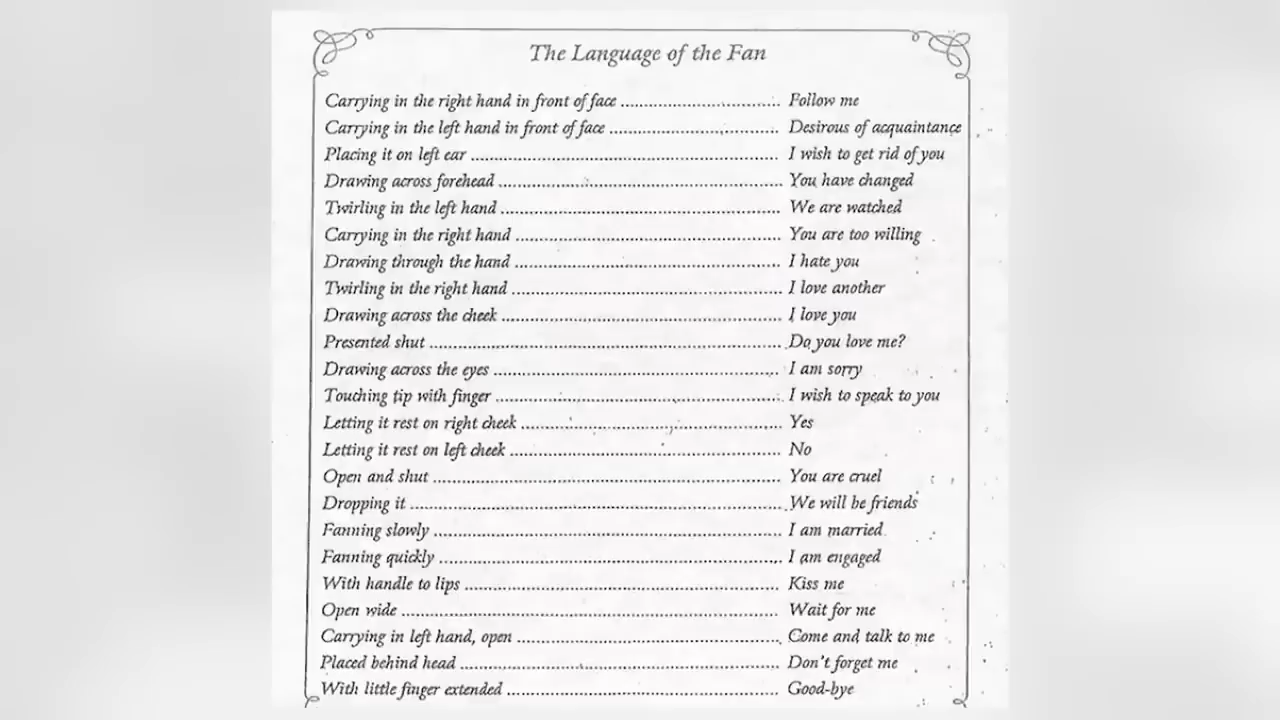 The Language of the Fan
Carrying in the right hand in front of face ........................................ Follow me
Carrying in the left hand in front of face .......................................... Desirous of acquaintance
Placing it on left ear ............................................................................. I wish to get rid of you
Drawing across forehead ....................................................................... You have changed
Twirling in the left hand ...................................................................... We are watched
Carrying in the right hand ................................................................... You are too willing
Drawing through the hand ................................................................... I hate you
Twirling in the right hand .................................................................... I love another
Drawing across the cheek ...................................................................... I love you
Presented shut ........................................................................................ Do you love me?
Drawing across the eyes ....................................................................... I am sorry
Touching tip with finger ....................................................................... I wish to speak to you
Letting it rest on right cheek ................................................................. Yes
Letting it rest on left cheek .................................................................... No
Open and shut ....................................................................................... You are cruel
Dropping it ............................................................................................. We will be friends
Fanning slowly ....................................................................................... I am married
Fanning quickly ..................................................................................... I am engaged
With handle to lips ............................................................................... Kiss me
Open wide .............................................................................................. Wait for me
Carrying in left hand, open .................................................................. Come and talk to me
Placed behind head ................................................................................ Don't forget me
With little finger extended .................................................................... Good-bye